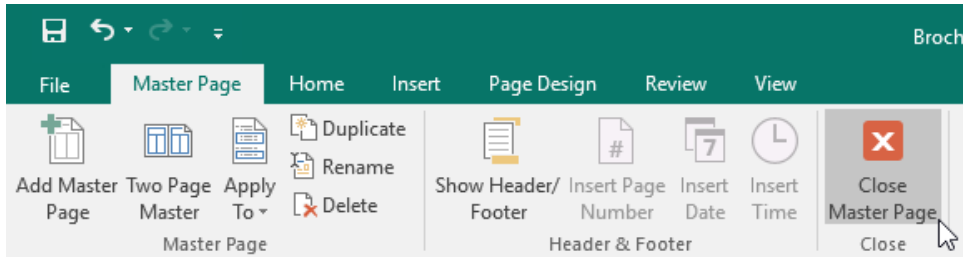 Broch
File Master Page Home Insert Page Design Review View
Add Master Page
Two Page Master
Apply To
Duplicate
Rename
Delete
Show Header/ Footer
#
Insert Page Number
7
Insert Date
Insert Time
Close Master Page
Master Page
Header & Footer
Close